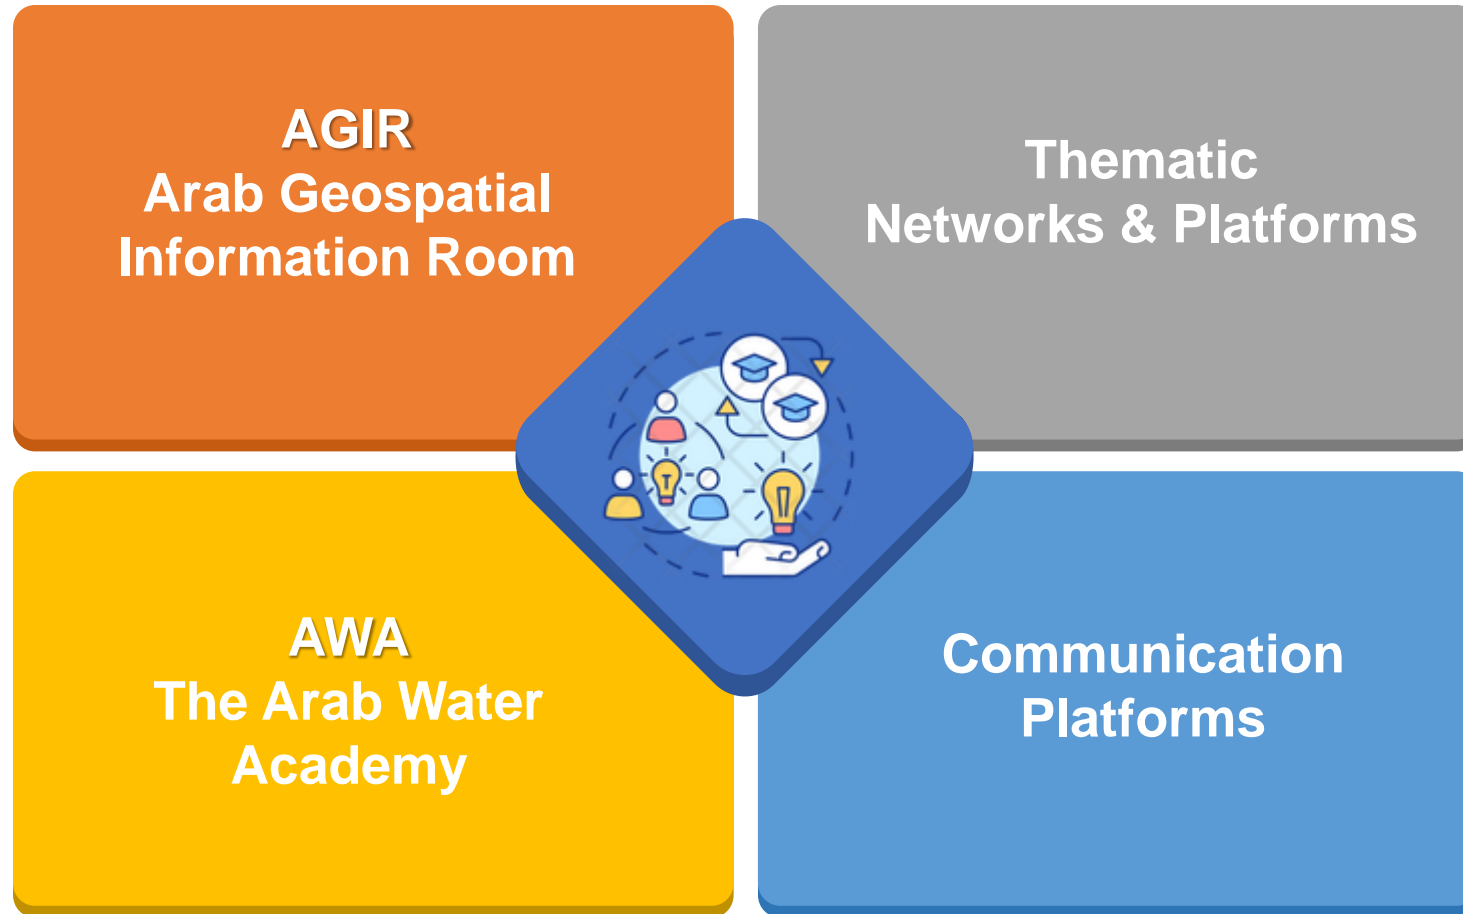 AGIR
Arab Geospatial
Information Room
Thematic
Networks & Platforms
AWA
The Arab Water
Academy
Communication
Platforms